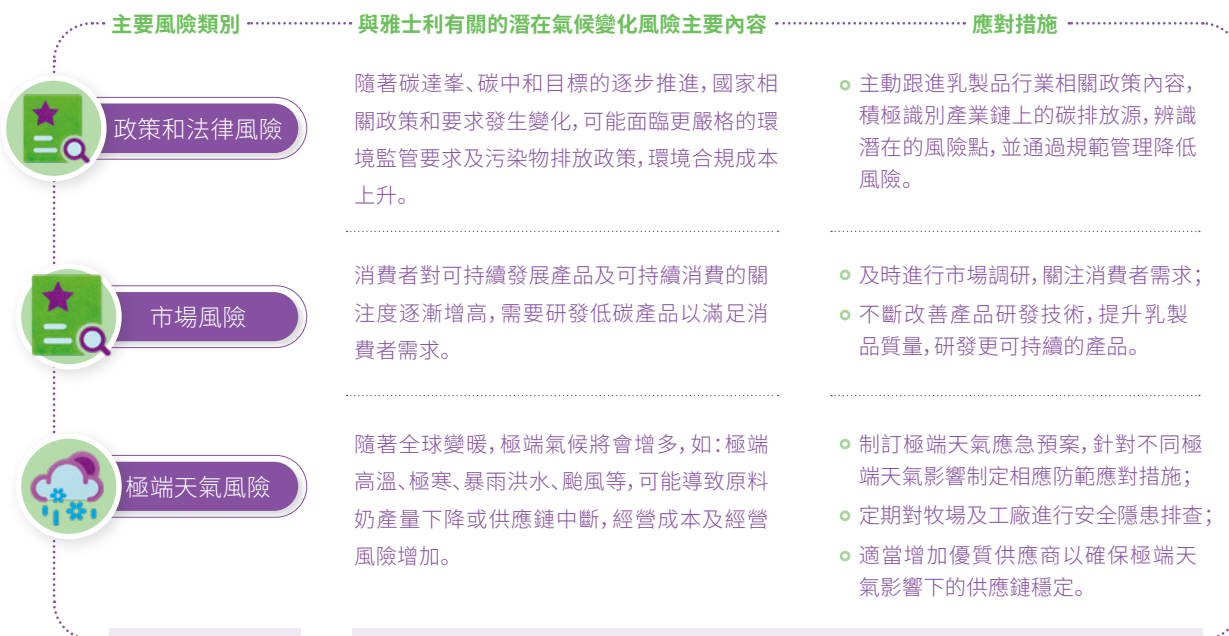 主要風險類別
與雅士利有關的潛在氣候變化風險主要內容
應對措施
政策和法律風險
隨著碳達峯、碳中和目標的逐步推進，國家相
關政策和要求發生變化，可能面臨更嚴格的環
境監管要求及污染物排放政策，環境合規成本
上升。
主動跟進乳製品行業相關政策內容，
積極識別產業鏈上的碳排放源，辨識
潛在的風險點，並通過規範管理降低
風險。
市場風險
消費者對可持續發展產品及可持續消費的關
注度逐漸增高，需要研發低碳產品以滿足消
費者需求。
及時進行市場調研，關注消費者需求；
不斷改善產品研發技術，提升乳製
品質量，研發更可持續的產品。
極端天氣風險
隨著全球變暖，極端氣候將會增多，如：極端
高溫、極寒、暴雨洪水、颱風等，可能導致原料
奶產量下降或供應鏈中斷，經營成本及經營
風險增加。
制訂極端天氣應急預案，針對不同極
端天氣影響制定相應防範應對措施；
定期對牧場及工廠進行安全隱患排查；
適當增加優質供應商以確保極端天
氣影響下的供應鏈穩定。